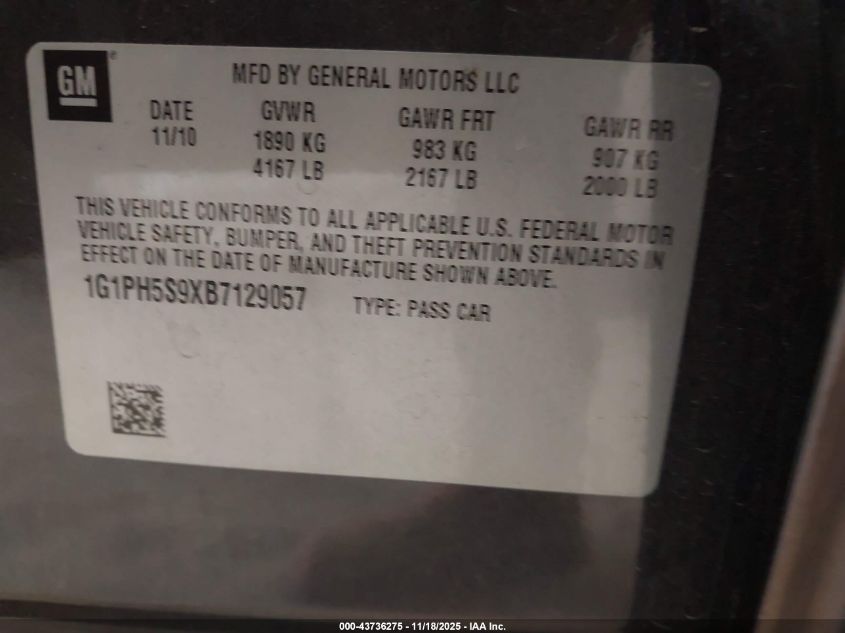 GM
MFD BY GENERAL MOTORS LLC
DATE GVWR GAWR FRT GAWR RR
11/10 1890 KG 983 KG 907 KG
4167 LB 2167 LB 2000 LB
THIS VEHICLE CONFORMS TO ALL APPLICABLE U.S. FEDERAL MOTOR
VEHICLE SAFETY, BUMPER, AND THEFT PREVENTION STANDARDS IN
EFFECT ON THE DATE OF MANUFACTURE SHOWN ABOVE.
1G1PH5S9XB7129057 TYPE: PASS CAR
000-43736275 - 11/18/2025 - IAA Inc.